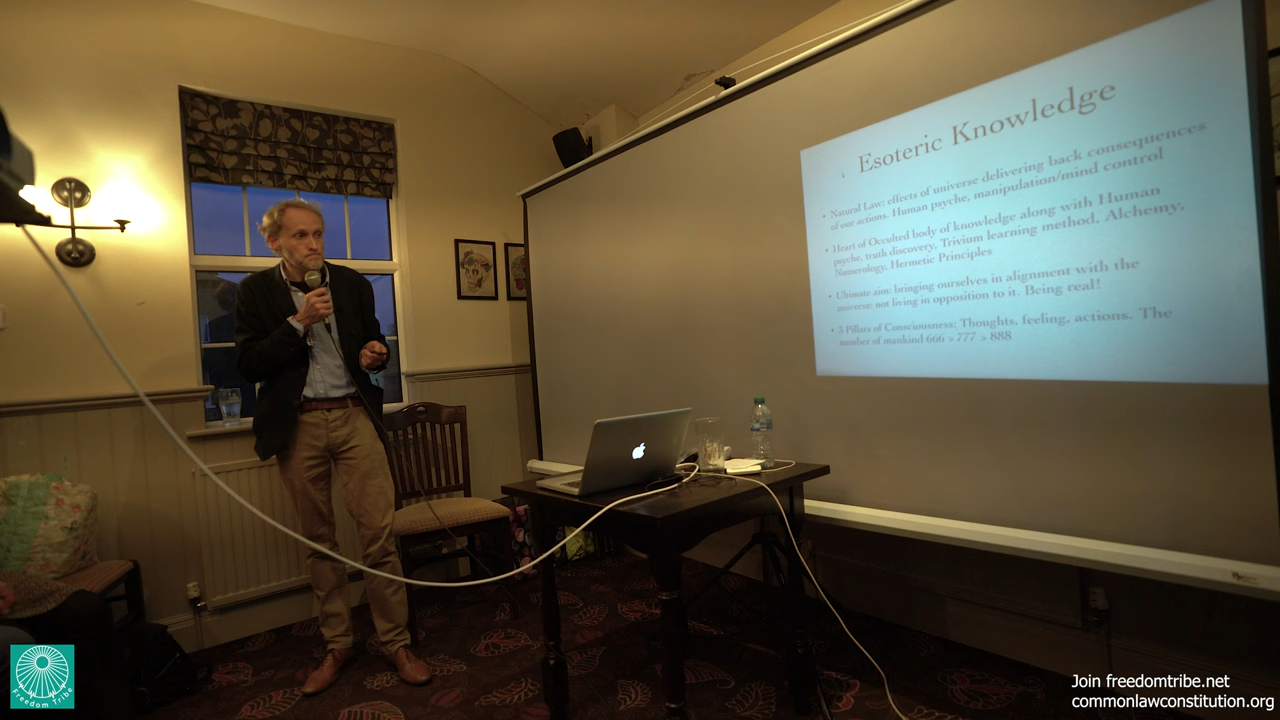 Esoteric Knowledge
• Natural Law: effects of universe delivering back consequences
of our actions. Human psyche, manipulation/mind control
• Heart of Occulted body of knowledge along with Human
psyche, truth discovery, Trivium learning method, Alchemy,
Numerology, Hermetic Principles
• Ultimate aim: bringing ourselves in alignment with the
universe: not living in opposition to it. Being real!
• 3 Pillars of Consciousness: Thoughts, feeling, actions. The
number of mankind 666 > 777 > 888
Freedom Tribe
Join freedomtribe.net
commonlawconstitution.org